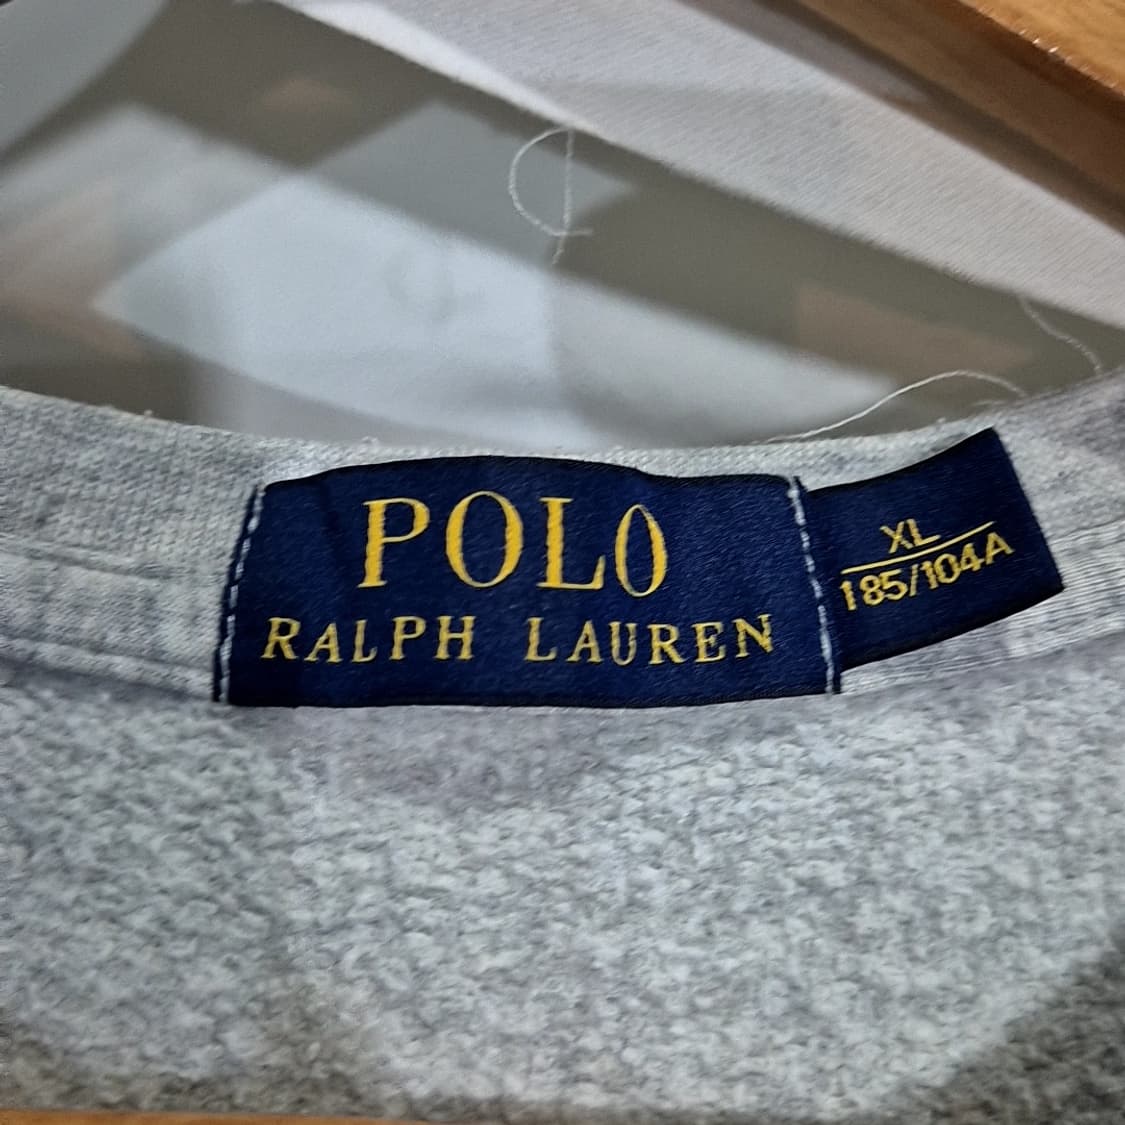 POLO
RALPH LAUREN
XL
185/104A